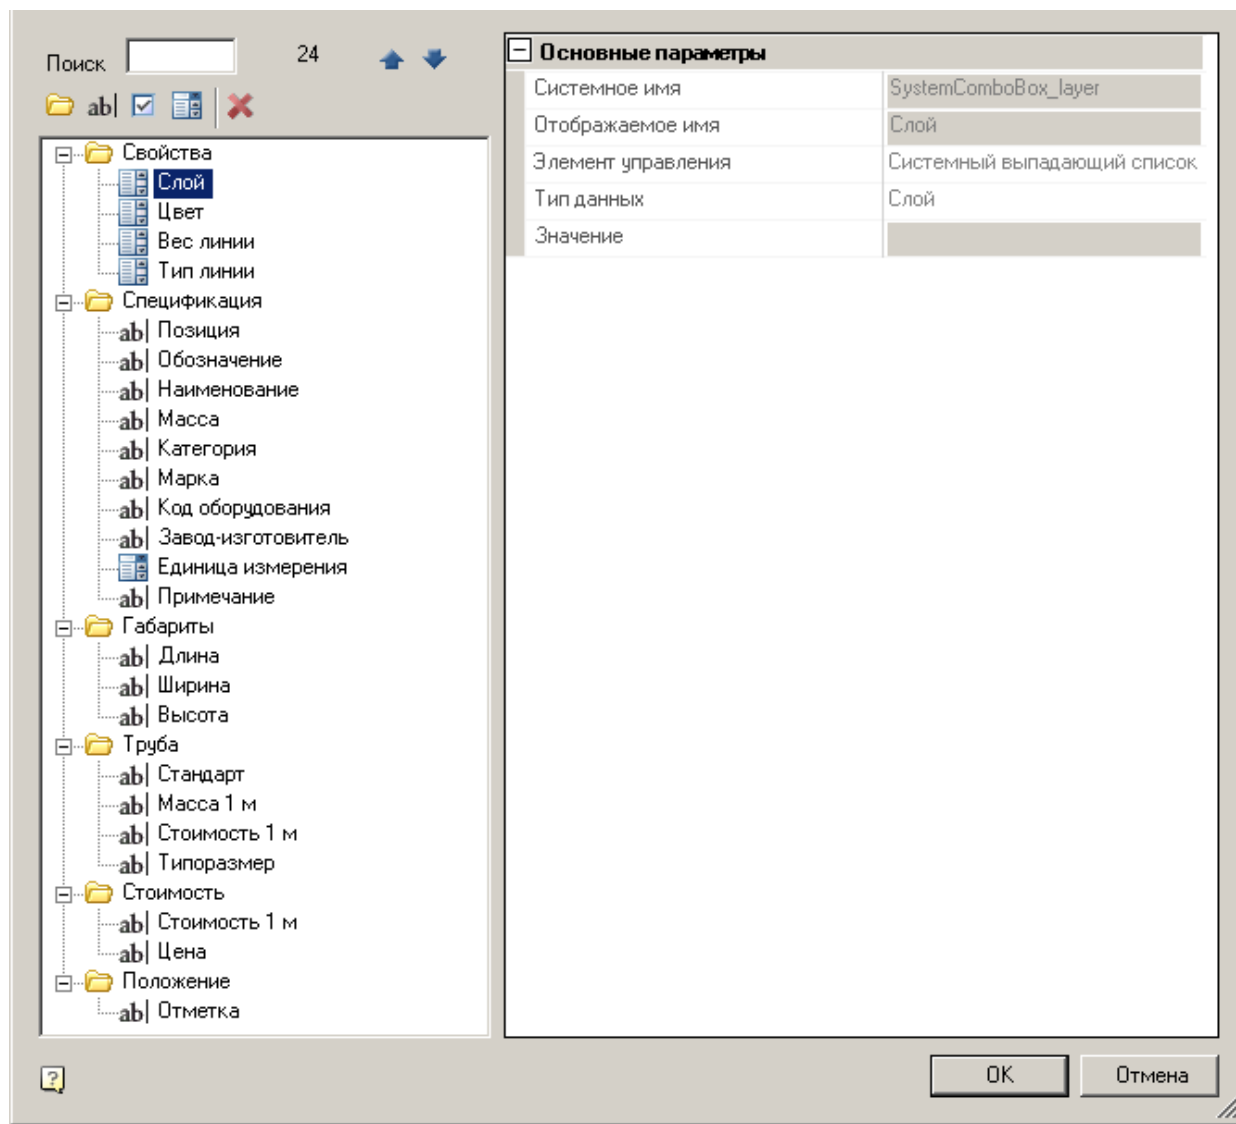 Поиск 24
ab|
Свойства
Слой
Цвет
Вес линии
Тип линии
Спецификация
ab| Позиция
ab| Обозначение
ab| Наименование
ab| Масса
ab| Категория
ab| Марка
ab| Код оборудования
ab| Завод-изготовитель
Единица измерения
ab| Примечание
Габариты
ab| Длина
ab| Ширина
ab| Высота
Труба
ab| Стандарт
ab| Масса 1 м
ab| Стоимость 1 м
ab| Типоразмер
Стоимость
ab| Стоимость 1 м
ab| Цена
Положение
ab| Отметка
Основные параметры
Системное имя SystemComboBox_layer
Отображаемое имя Слой
Элемент управления Системный выпадающий список
Тип данных Слой
Значение
?
OK Отмена